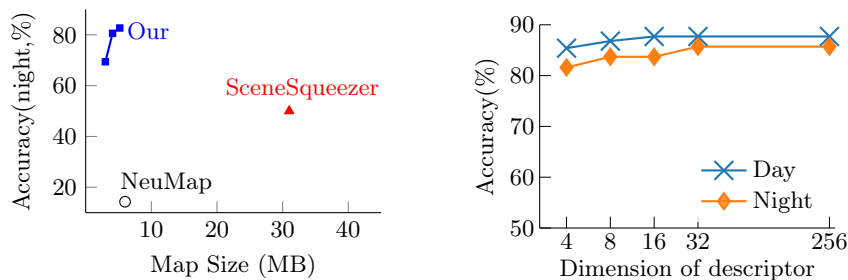 Accuracy(night,%)
80
60
40
20
Our
SceneSqueezer
NeuMap
10 20 30 40
Map Size (MB)
Accuracy(%)
90
80
70
60
50
Day
Night
4 8 16 32 256
Dimension of descriptor